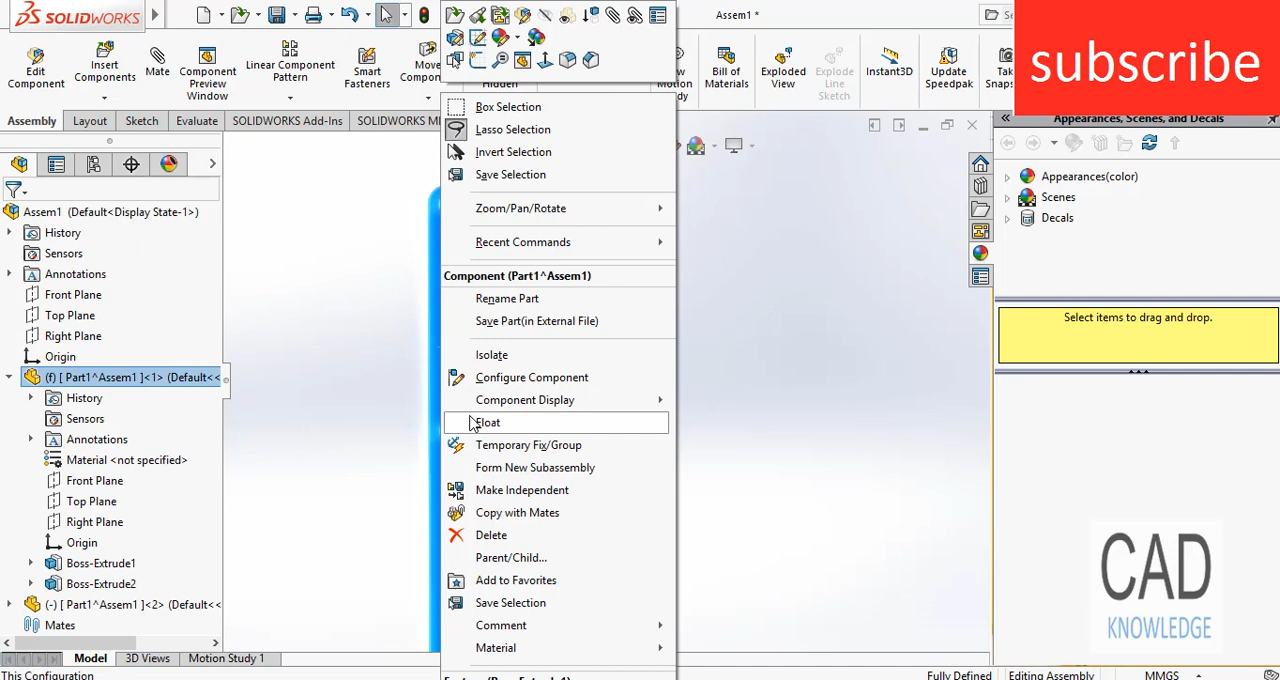 SOLIDWORKS
Assem1 *
subscribe
Edit Component
Insert Components
Mate
Component Preview Window
Linear Component Pattern
Smart Fasteners
Bill of Materials
Exploded View
Explode Line Sketch
Instant3D
Update Speedpak
Assembly
Layout
Sketch
Evaluate
SOLIDWORKS Add-Ins
Assem1 (Default<Display State-1>)
History
Sensors
Annotations
Front Plane
Top Plane
Right Plane
Origin
(f) [ Part1^Assem1 ]<1> (Default<<
History
Sensors
Annotations
Material <not specified>
Front Plane
Top Plane
Right Plane
Origin
Boss-Extrude1
Boss-Extrude2
(-) [ Part1^Assem1 ]<2> (Default<<
Mates
Model
3D Views
Motion Study 1
This Configuration
Box Selection
Lasso Selection
Invert Selection
Save Selection
Zoom/Pan/Rotate
Recent Commands
Component (Part1^Assem1)
Rename Part
Save Part(in External File)
Isolate
Configure Component
Component Display
Float
Temporary Fix/Group
Form New Subassembly
Make Independent
Copy with Mates
Delete
Parent/Child...
Add to Favorites
Save Selection
Comment
Material
Appearances, Scenes, and Decals
Appearances(color)
Scenes
Decals
Select items to drag and drop.
CAD
KNOWLEDGE
Fully Defined
Editing Assembly
MMGS